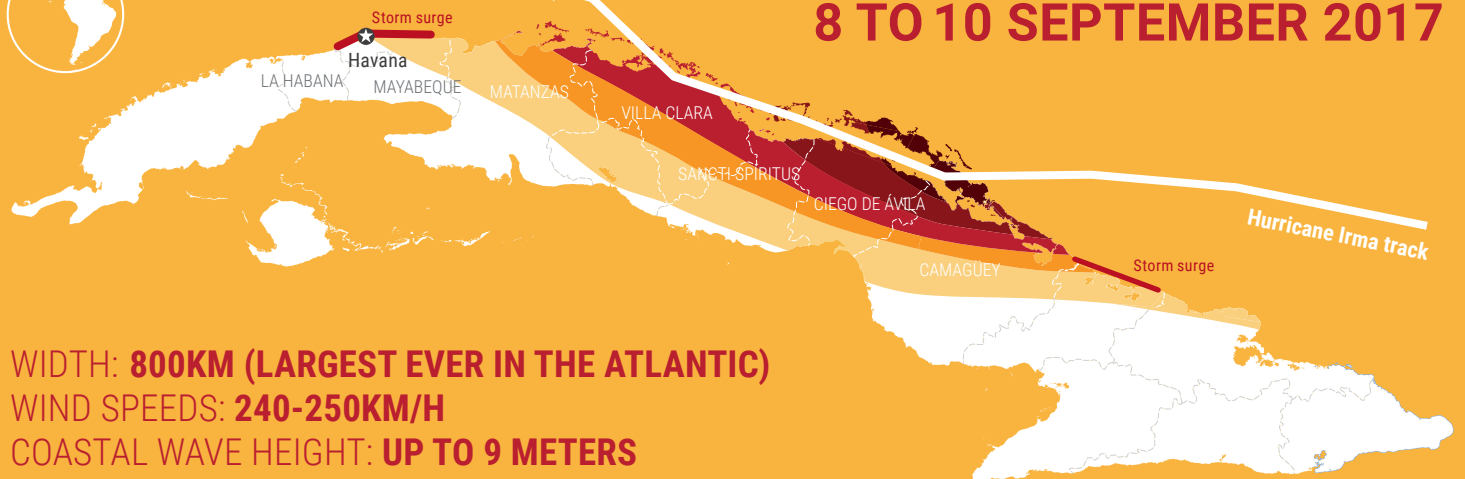 Storm surge
8 TO 10 SEPTEMBER 2017
Havana
LA HABANA
MAYABEQUE
MATANZAS
VILLA CLARA
SANCTI-SPÍRITUS
CIEGO DE ÁVILA
Hurricane Irma track
CAMAGÜEY
Storm surge
WIDTH: 800KM (LARGEST EVER IN THE ATLANTIC)
WIND SPEEDS: 240-250KM/H
COASTAL WAVE HEIGHT: UP TO 9 METERS